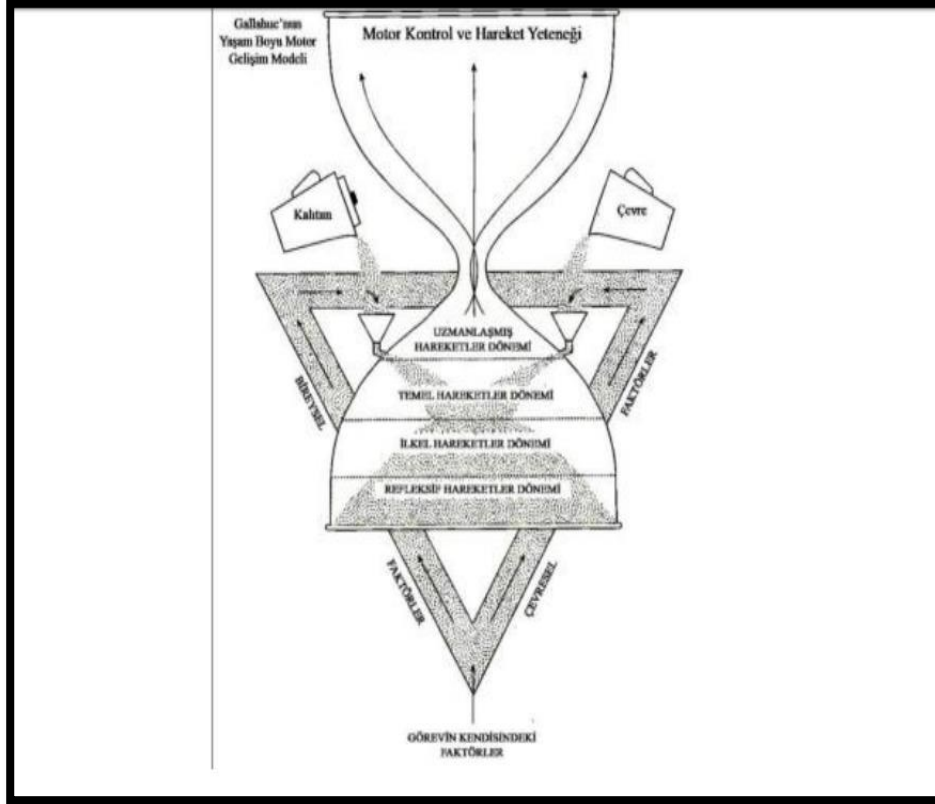 Gallahue'nun
Yaşam Boyu Motor
Gelişim Modeli
Motor Kontrol ve Hareket Yeteneği
Kalıtım
Çevre
UZMANLAŞMIŞ
HAREKETLER DÖNEMİ
TEMEL HAREKETLER DÖNEMİ
BİREYSEL
FAKTÖRLER
İLKEL HAREKETLER DÖNEMİ
REFLEKSİF HAREKETLER DÖNEMİ
FAKTÖRLER
ÇEVRESEL
GÖREVİN KENDİSİNDEKİ
FAKTÖRLER